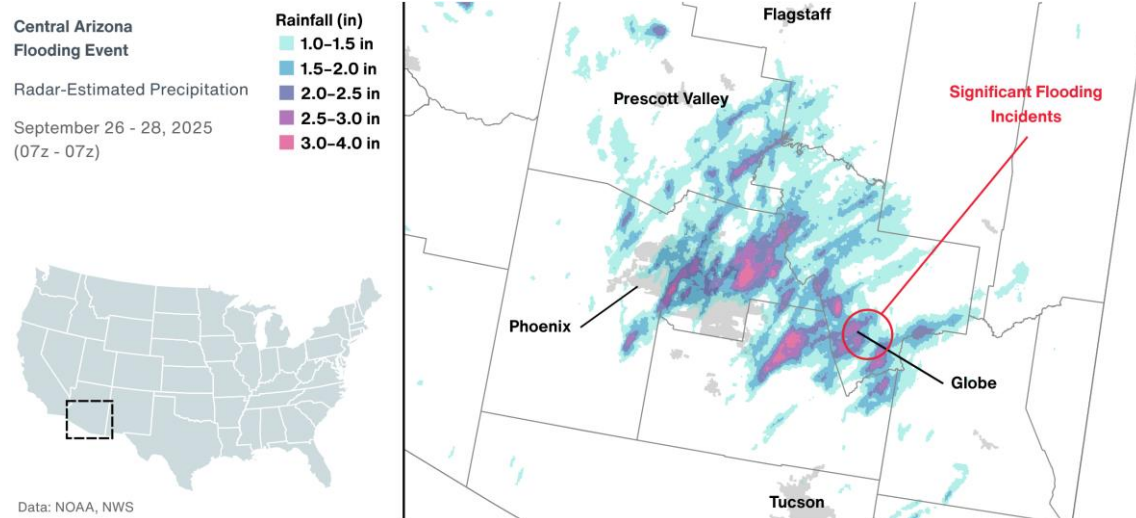 Central Arizona
Flooding Event
Radar-Estimated Precipitation
September 26 - 28, 2025
(07z - 07z)
Rainfall (in)
1.0–1.5 in
1.5–2.0 in
2.0–2.5 in
2.5–3.0 in
3.0–4.0 in
Data: NOAA, NWS
Flagstaff
Prescott Valley
Significant Flooding
Incidents
Phoenix
Globe
Tucson